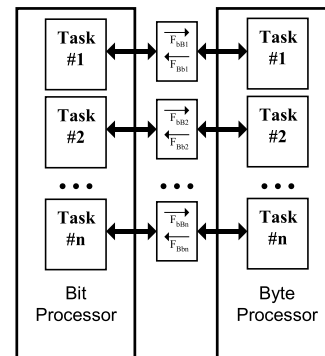 Task
#1
F_bB1
F_Bb1
Task
#1
Task
#2
F_bB2
F_Bb2
Task
#2
• • •
• • •
• • •
Task
#n
F_bBn
F_Bbn
Task
#n
Bit
Processor
Byte
Processor